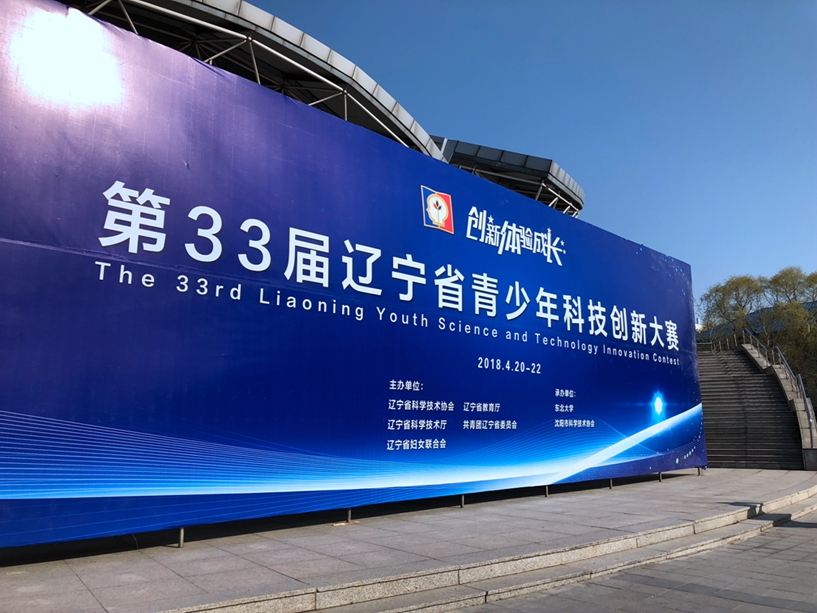 创新体验成长
第33届辽宁省青少年科技创新大赛
The 33rd Liaoning Youth Science and Technology Innovation Contest
2018.4.20-22
主办单位：
辽宁省科学技术协会 辽宁省教育厅
辽宁省科学技术厅 共青团辽宁省委员会
辽宁省妇女联合会
承办单位：
东北大学
沈阳市科学技术协会